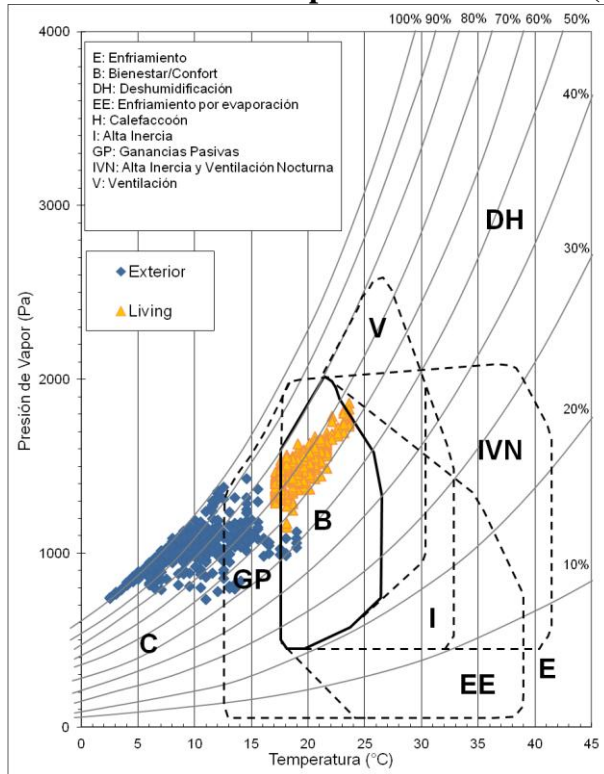 4000
3000
2000
1000
0
Presión de Vapor (Pa)
100% 90% 80% 70% 60% 50%
40%
30%
20%
10%
E: Enfriamiento
B: Bienestar/Confort
DH: Deshumidificación
EE: Enfriamiento por evaporación
H: Calefaccoón
I: Alta Inercia
GP: Ganancias Pasivas
IVN: Alta Inercia y Ventilación Nocturna
V: Ventilación
Exterior
Living
DH
V
IVN
B
GP
C
I
E
EE
0 5 10 15 20 25 30 35 40 45
Temperatura (°C)